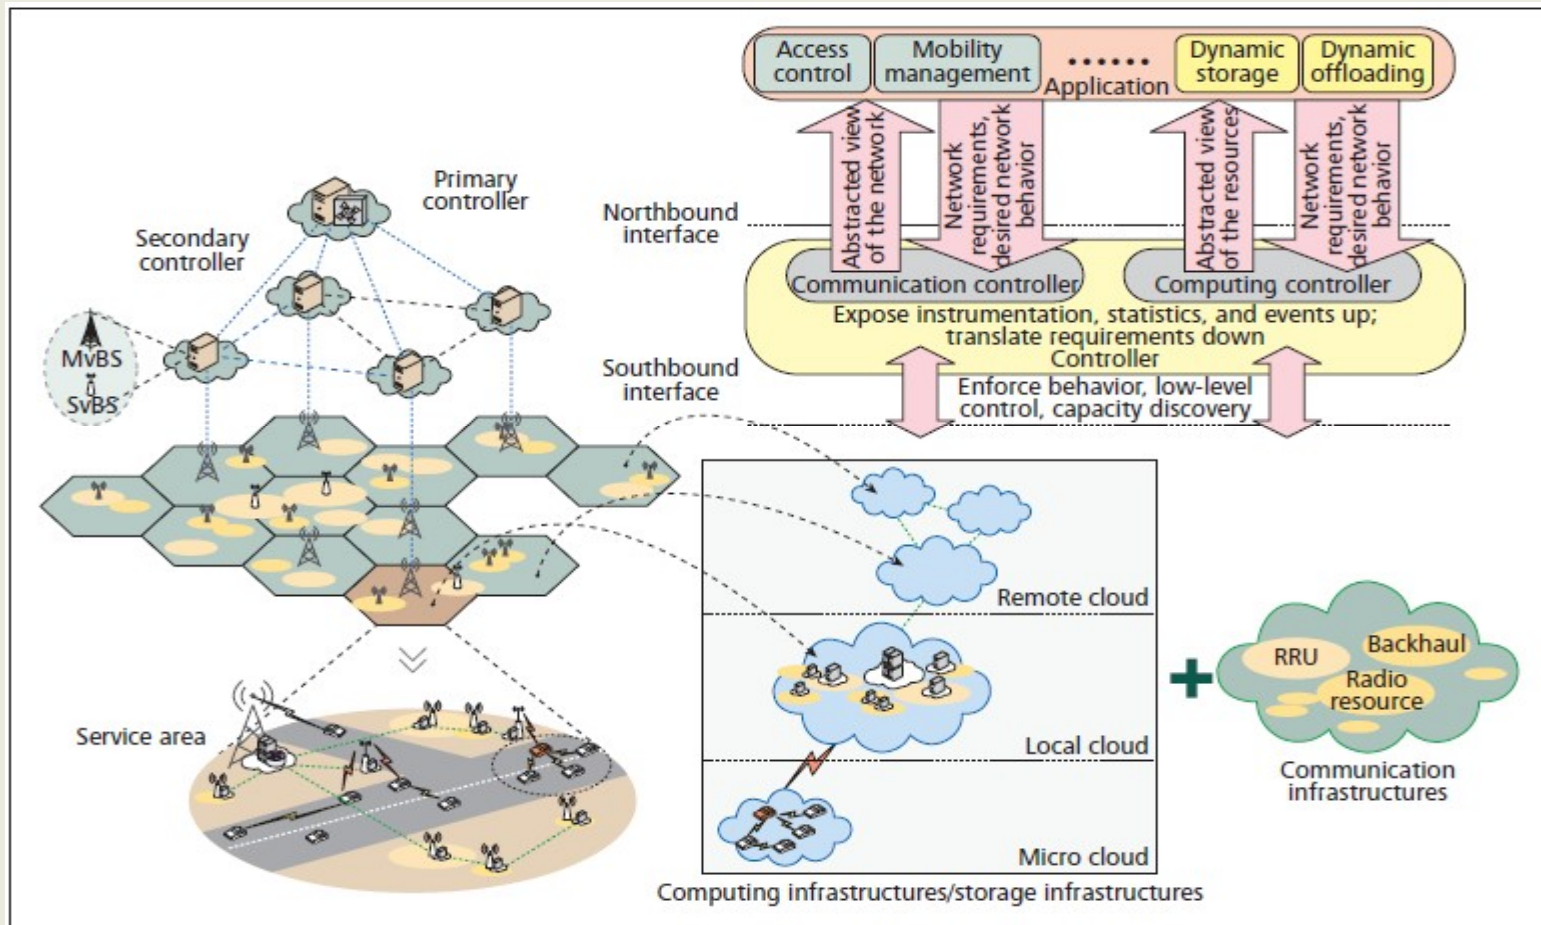 Access
control
Mobility
management
......
Application
Dynamic
storage
Dynamic
offloading
Abstracted view
of the network
Network
requirements,
desired network
behavior
Abstracted view
of the resources
Network
requirements,
desired network
behavior
Northbound
interface
Communication controller
Computing controller
Expose instrumentation, statistics, and events up;
translate requirements down
Controller
Southbound
interface
Enforce behavior, low-level
control, capacity discovery
Primary
controller
Secondary
controller
MvBS
SvBS
Service area
Remote cloud
Local cloud
Micro cloud
Computing infrastructures/storage infrastructures
+
RRU
Backhaul
Radio
resource
Communication
infrastructures